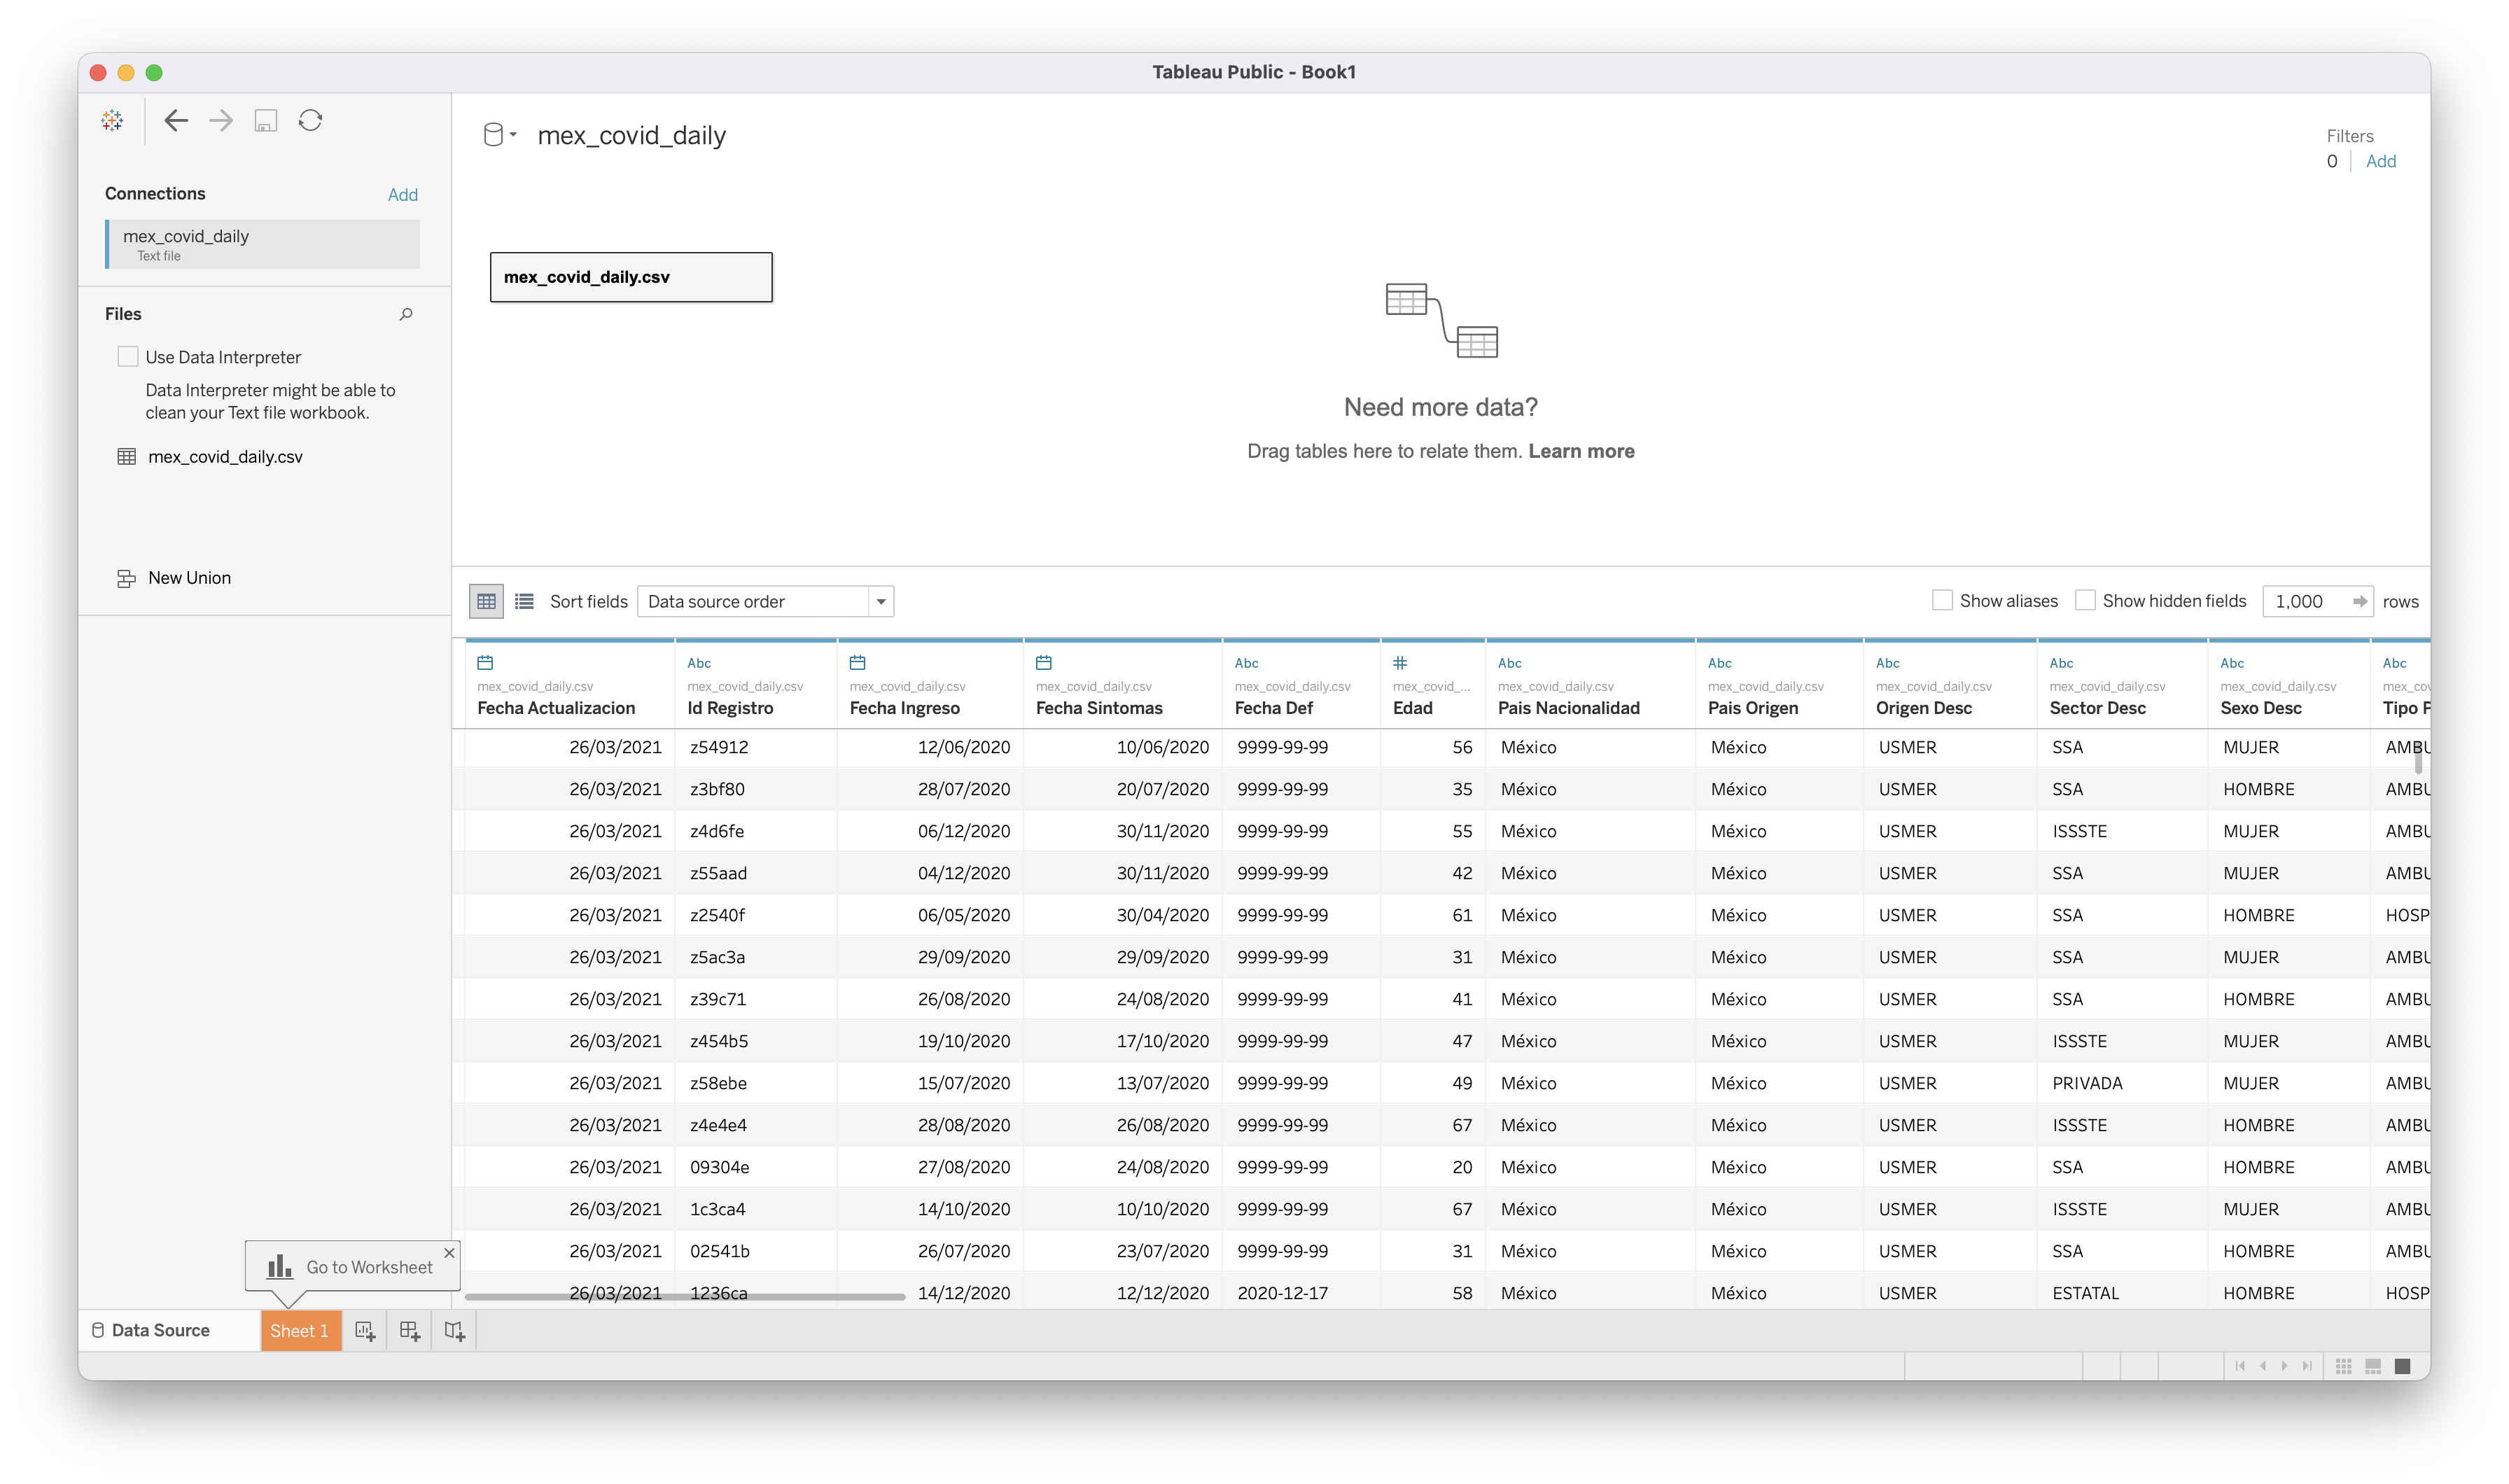 Tableau Public - Book1
Connections Add
mex_covid_daily
Text file
Files
Use Data Interpreter
Data Interpreter might be able to
clean your Text file workbook.
mex_covid_daily.csv
New Union
mex_covid_daily
Filters
0 Add
mex_covid_daily.csv
Need more data?
Drag tables here to relate them. Learn more
Sort fields Data source order Show aliases Show hidden fields 1,000 rows
Abc Abc # Abc Abc Abc Abc Abc Abc
mex_covid_daily.csv mex_covid_daily.csv mex_covid_daily.csv mex_covid_daily.csv mex_covid_daily.csv mex_covid_... mex_covid_daily.csv mex_covid_daily.csv mex_covid_daily.csv mex_covid_daily.csv mex_covid_daily.csv mex_cov
Fecha Actualizacion Id Registro Fecha Ingreso Fecha Sintomas Fecha Def Edad Pais Nacionalidad Pais Origen Origen Desc Sector Desc Sexo Desc Tipo P
26/03/2021 z54912 12/06/2020 10/06/2020 9999-99-99 56 México México USMER SSA MUJER AMBU
26/03/2021 z3bf80 28/07/2020 20/07/2020 9999-99-99 35 México México USMER SSA HOMBRE AMBU
26/03/2021 z4d6fe 06/12/2020 30/11/2020 9999-99-99 55 México México USMER ISSSTE MUJER AMBU
26/03/2021 z55aad 04/12/2020 30/11/2020 9999-99-99 42 México México USMER SSA MUJER AMBU
26/03/2021 z2540f 06/05/2020 30/04/2020 9999-99-99 61 México México USMER SSA HOMBRE HOSP
26/03/2021 z5ac3a 29/09/2020 29/09/2020 9999-99-99 31 México México USMER SSA MUJER AMBU
26/03/2021 z39c71 26/08/2020 24/08/2020 9999-99-99 41 México México USMER SSA HOMBRE AMBU
26/03/2021 z454b5 19/10/2020 17/10/2020 9999-99-99 47 México México USMER ISSSTE MUJER AMBU
26/03/2021 z58ebe 15/07/2020 13/07/2020 9999-99-99 49 México México USMER PRIVADA MUJER AMBU
26/03/2021 z4e4e4 28/08/2020 26/08/2020 9999-99-99 67 México México USMER ISSSTE HOMBRE AMBU
26/03/2021 09304e 27/08/2020 24/08/2020 9999-99-99 20 México México USMER SSA HOMBRE AMBU
26/03/2021 1c3ca4 14/10/2020 10/10/2020 9999-99-99 67 México México USMER ISSSTE MUJER AMBU
26/03/2021 02541b 26/07/2020 23/07/2020 9999-99-99 31 México México USMER SSA HOMBRE AMBU
26/03/2021 1236ca 14/12/2020 12/12/2020 2020-12-17 58 México México USMER ESTATAL HOMBRE HOSP
Go to Worksheet
Data Source Sheet 1